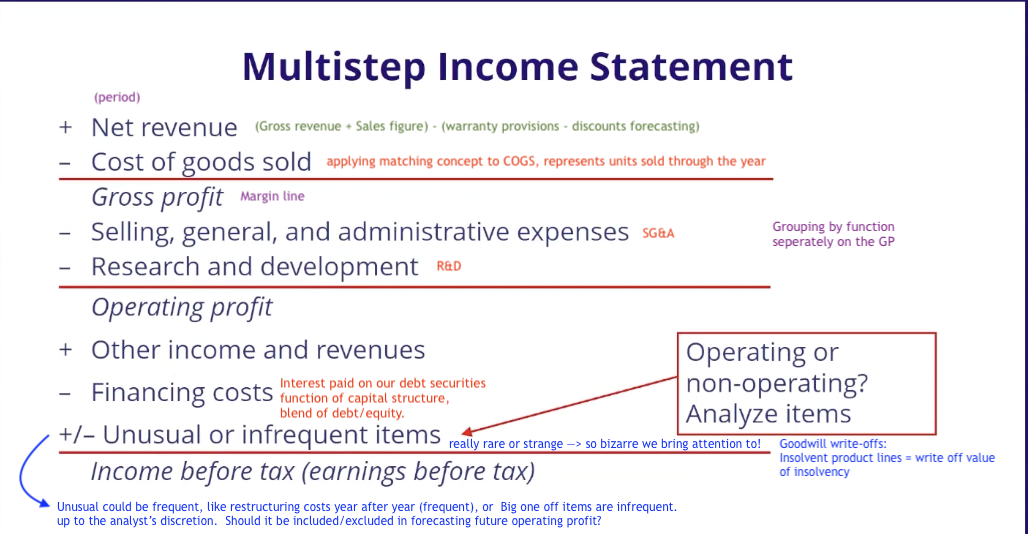 Multistep Income Statement
(period)
+ Net revenue (Gross revenue + Sales figure) - (warranty provisions - discounts forecasting)
– Cost of goods sold applying matching concept to COGS, represents units sold through the year
Gross profit Margin line
– Selling, general, and administrative expenses SG&A
Grouping by function
seperately on the GP
– Research and development R&D
Operating profit
+ Other income and revenues
Operating or
non-operating?
Analyze items
– Financing costs Interest paid on our debt securities
function of capital structure,
blend of debt/equity.
+/– Unusual or infrequent items really rare or strange —> so bizarre we bring attention to!
Goodwill write-offs:
Insolvent product lines = write off value
of insolvency
Income before tax (earnings before tax)
Unusual could be frequent, like restructuring costs year after year (frequent), or Big one off items are infrequent.
up to the analyst's discretion. Should it be included/excluded in forecasting future operating profit?